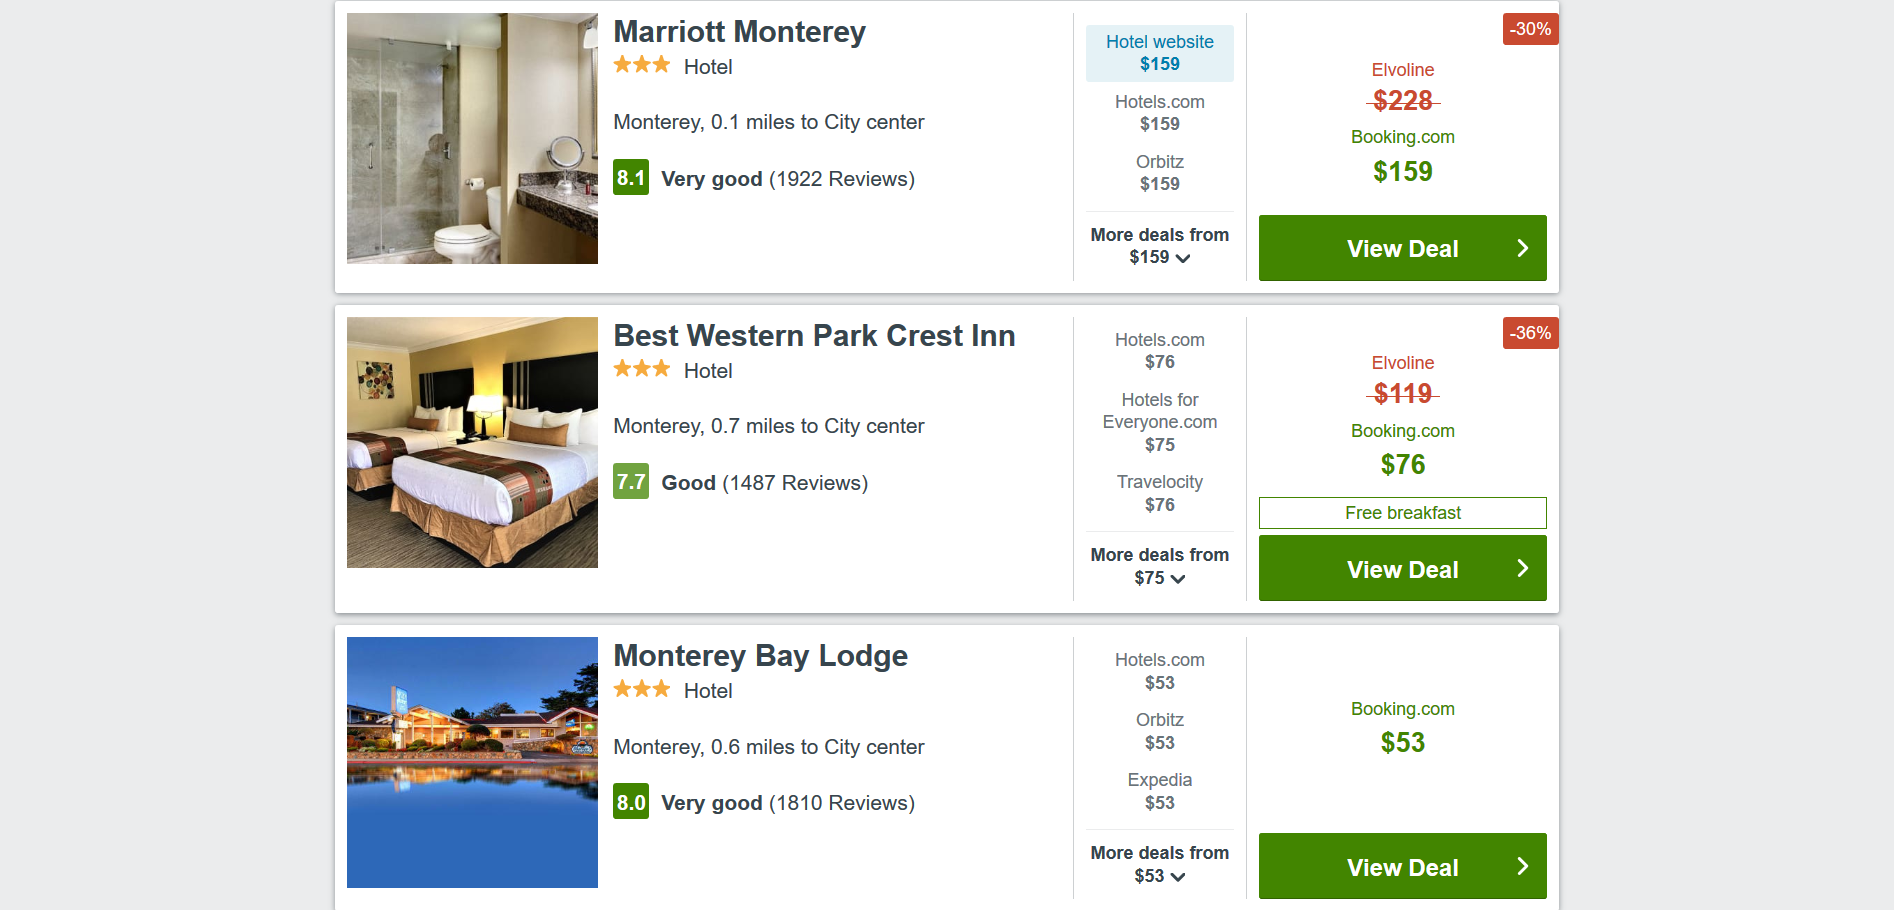 Marriott Monterey
Hotel
Monterey, 0.1 miles to City center
8.1 Very good (1922 Reviews)
Hotel website
$159
Hotels.com
$159
Orbitz
$159
More deals from
$159
-30%
Elvoline
$228
Booking.com
$159
View Deal
Best Western Park Crest Inn
Hotel
Monterey, 0.7 miles to City center
7.7 Good (1487 Reviews)
Hotels.com
$76
Hotels for
Everyone.com
$75
Travelocity
$76
More deals from
$75
-36%
Elvoline
$119
Booking.com
$76
Free breakfast
View Deal
Monterey Bay Lodge
Hotel
Monterey, 0.6 miles to City center
8.0 Very good (1810 Reviews)
Hotels.com
$53
Orbitz
$53
Expedia
$53
More deals from
$53
Booking.com
$53
View Deal